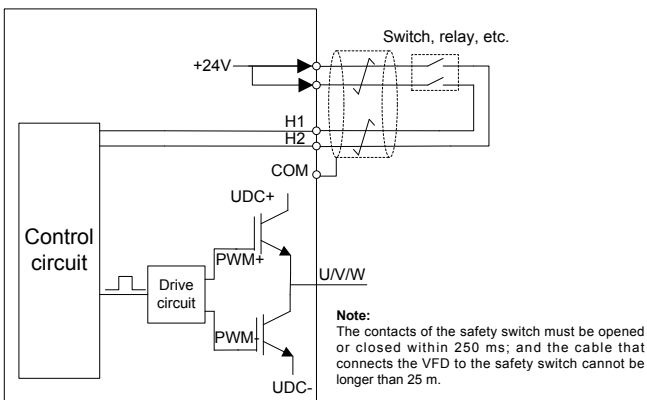 Switch, relay, etc.
+24V
H1
H2
COM
UDC+
Control
circuit
PWM+
Drive
circuit
U/V/W
PWM-
UDC-
Note:
The contacts of the safety switch must be opened
or closed within 250 ms; and the cable that
connects the VFD to the safety switch cannot be
longer than 25 m.